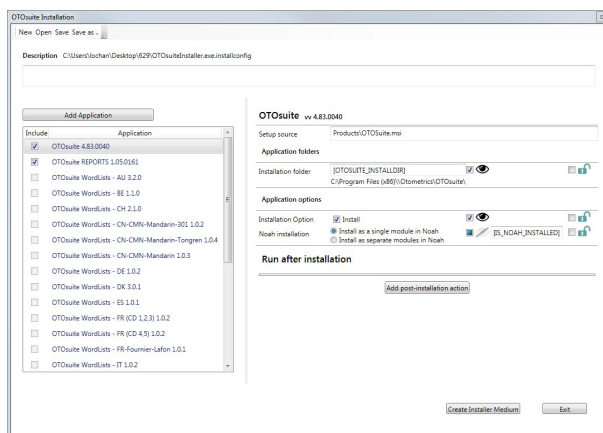 OTOsuite Installation
New Open Save Save as ..
Description C:\Users\lochan\Desktop\629\OTOsuiteInstaller.exe.installconfig
Add Application
Include Application
OTOsuite 4.83.0040
OTOsuite REPORTS 1.05.0161
OTOsuite WordLists - AU 3.2.0
OTOsuite WordLists - BE 1.1.0
OTOsuite WordLists - CH 2.1.0
OTOsuite WordLists - CN-CMN-Mandarin-301 1.0.2
OTOsuite WordLists - CN-CMN-Mandarin-Tongren 1.0.4
OTOsuite WordLists - CN-CMN-Mandarin 1.0.3
OTOsuite WordLists - DE 1.0.2
OTOsuite WordLists - DK 3.0.1
OTOsuite WordLists - ES 1.0.1
OTOsuite WordLists - FR (CD 1,2,3) 1.0.2
OTOsuite WordLists - FR (CD 4,5) 1.0.2
OTOsuite WordLists - FR-Fournier-Lafon 1.0.1
OTOsuite WordLists - IT 1.0.2
OTOsuite vv 4.83.0040
Setup source Products\OTOSuite.msi
Application folders
Installation folder [OTOSUITE_INSTALLDIR]
C:\Program Files (x86)\\Otometrics\OTOsuite\
Application options
Installation Option Install
Noah installation Install as a single module in Noah [IS_NOAH_INSTALLED]
Install as separate modules in Noah
Run after installation
Add post-installation action
Create Installer Medium Exit